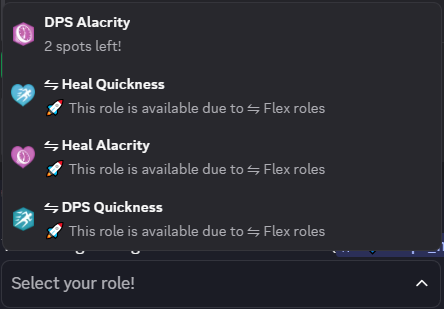 DPS Alacrity
2 spots left!
⇋ Heal Quickness
🚀 This role is available due to ⇋ Flex roles
⇋ Heal Alacrity
🚀 This role is available due to ⇋ Flex roles
⇋ DPS Quickness
🚀 This role is available due to ⇋ Flex roles
Select your role!